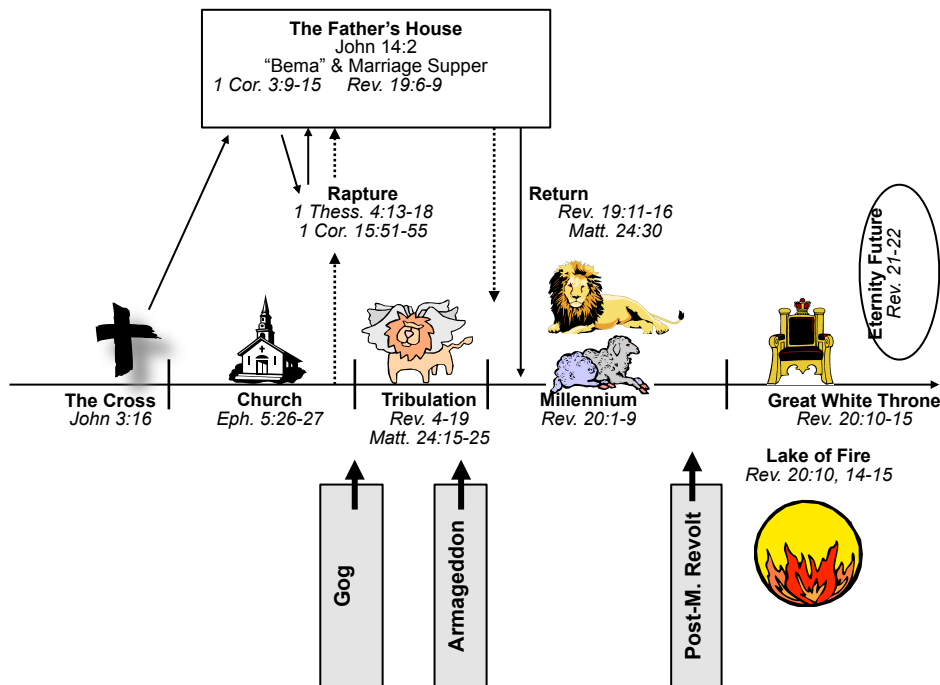 The Father’s House
John 14:2
“Bema” & Marriage Supper
1 Cor. 3:9-15 Rev. 19:6-9
Rapture
1 Thess. 4:13-18
1 Cor. 15:51-55
Return
Rev. 19:11-16
Matt. 24:30
Eternity Future
Rev. 21-22
The Cross
John 3:16
Church
Eph. 5:26-27
Tribulation
Rev. 4-19
Matt. 24:15-25
Millennium
Rev. 20:1-9
Great White Throne
Rev. 20:10-15
Lake of Fire
Rev. 20:10, 14-15
Gog
Armageddon
Post-M. Revolt